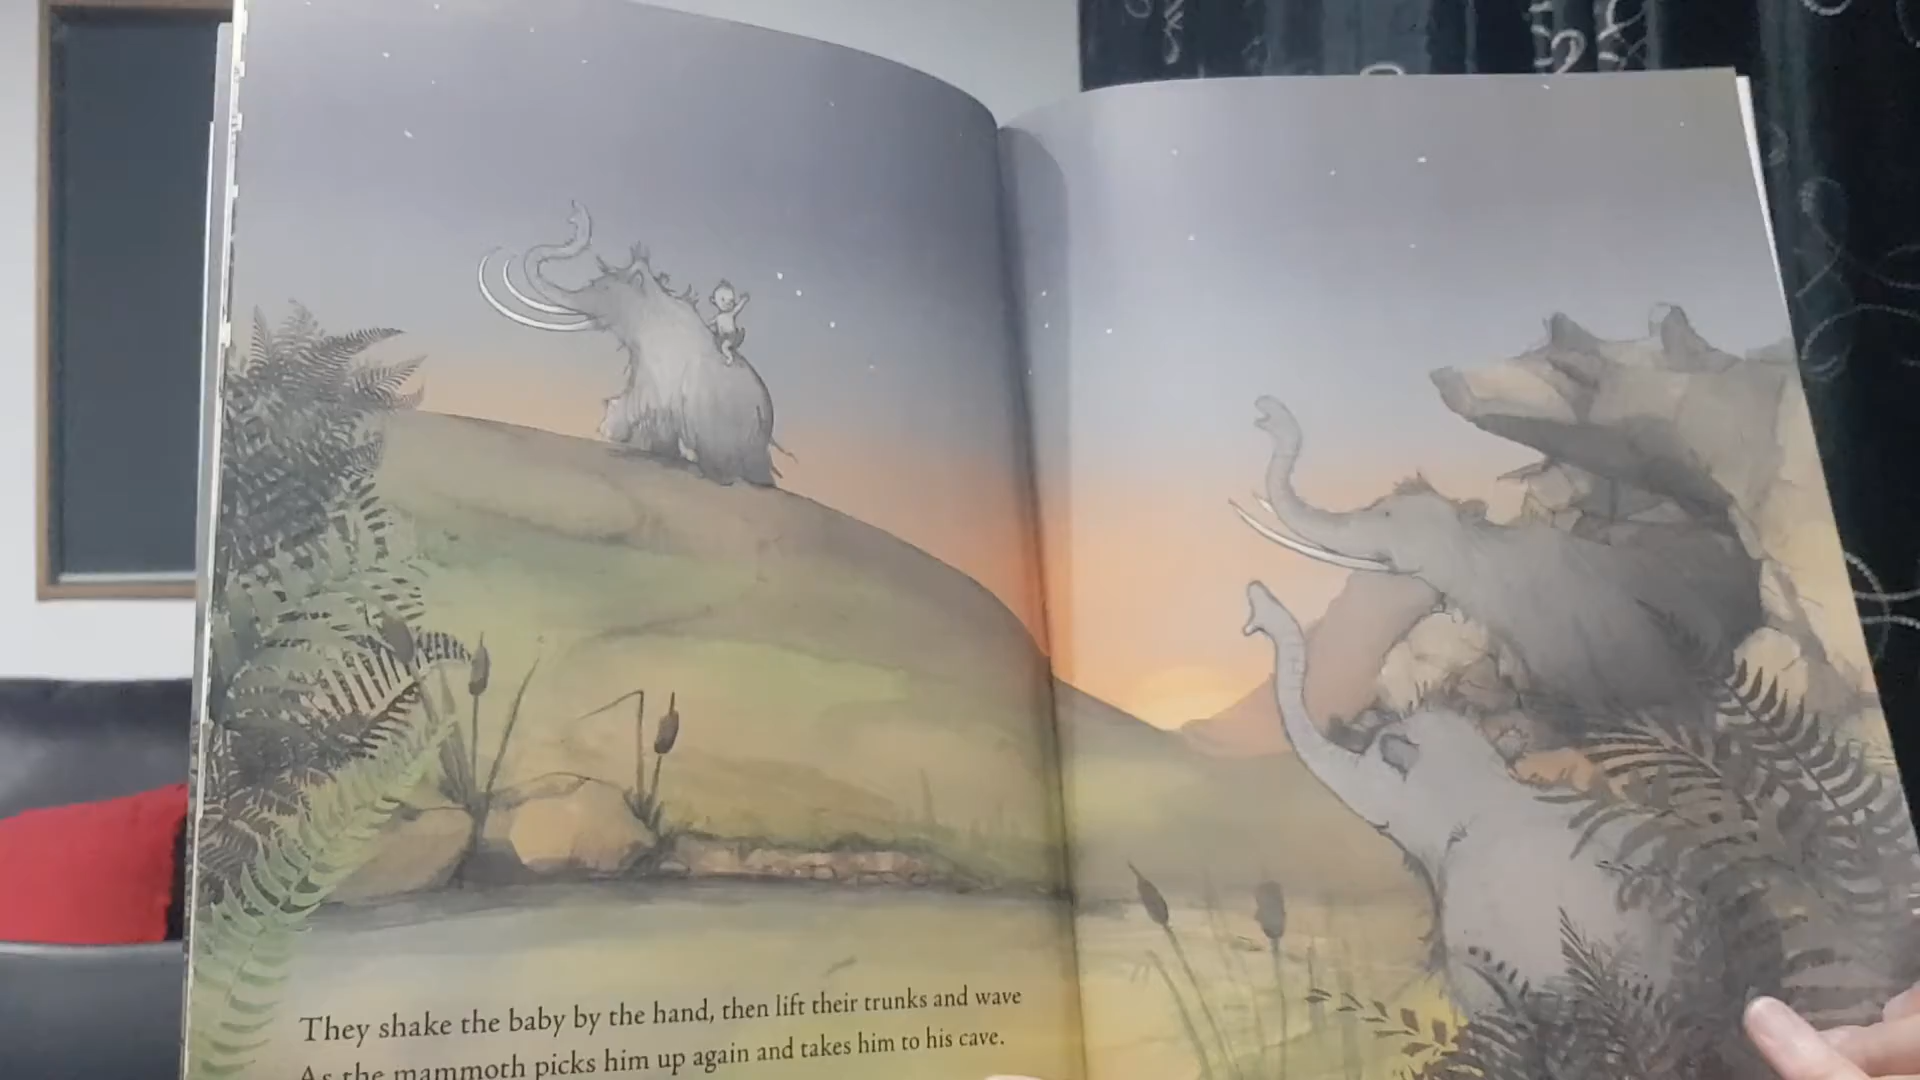 They shake the baby by the hand, then lift their trunks and wave
As the mammoth picks him up again and takes him to his cave.